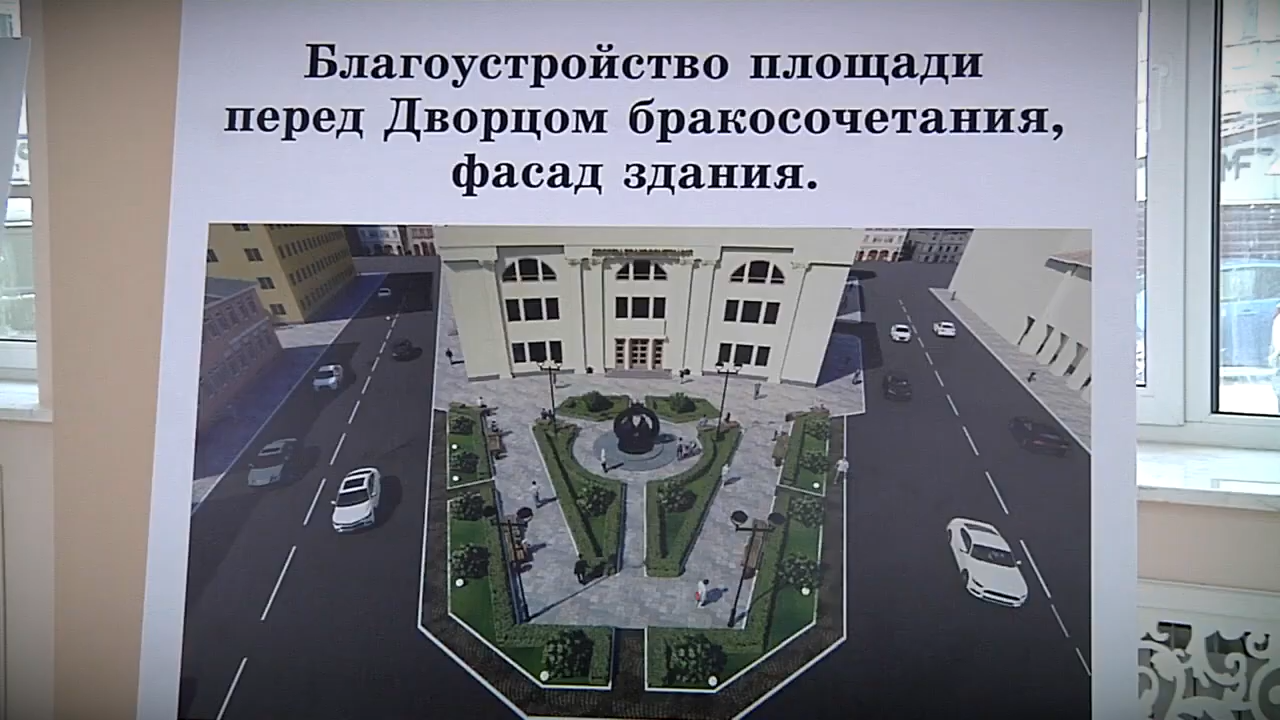 Благоустройство площади
перед Дворцом бракосочетания,
фасад здания.